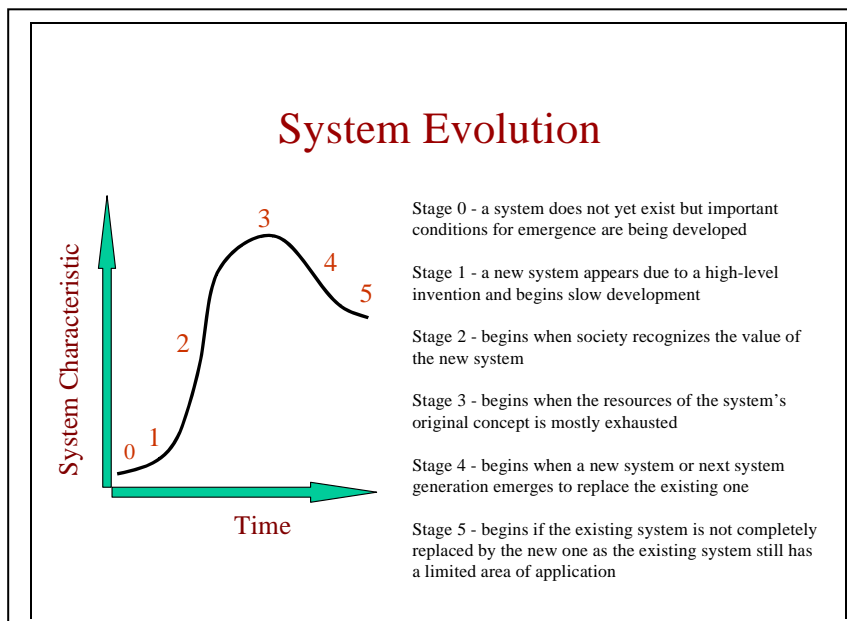 System Evolution
System Characteristic
0
1
2
3
4
5
Time
Stage 0 - a system does not yet exist but important
conditions for emergence are being developed
Stage 1 - a new system appears due to a high-level
invention and begins slow development
Stage 2 - begins when society recognizes the value of
the new system
Stage 3 - begins when the resources of the system's
original concept is mostly exhausted
Stage 4 - begins when a new system or next system
generation emerges to replace the existing one
Stage 5 - begins if the existing system is not completely
replaced by the new one as the existing system still has
a limited area of application